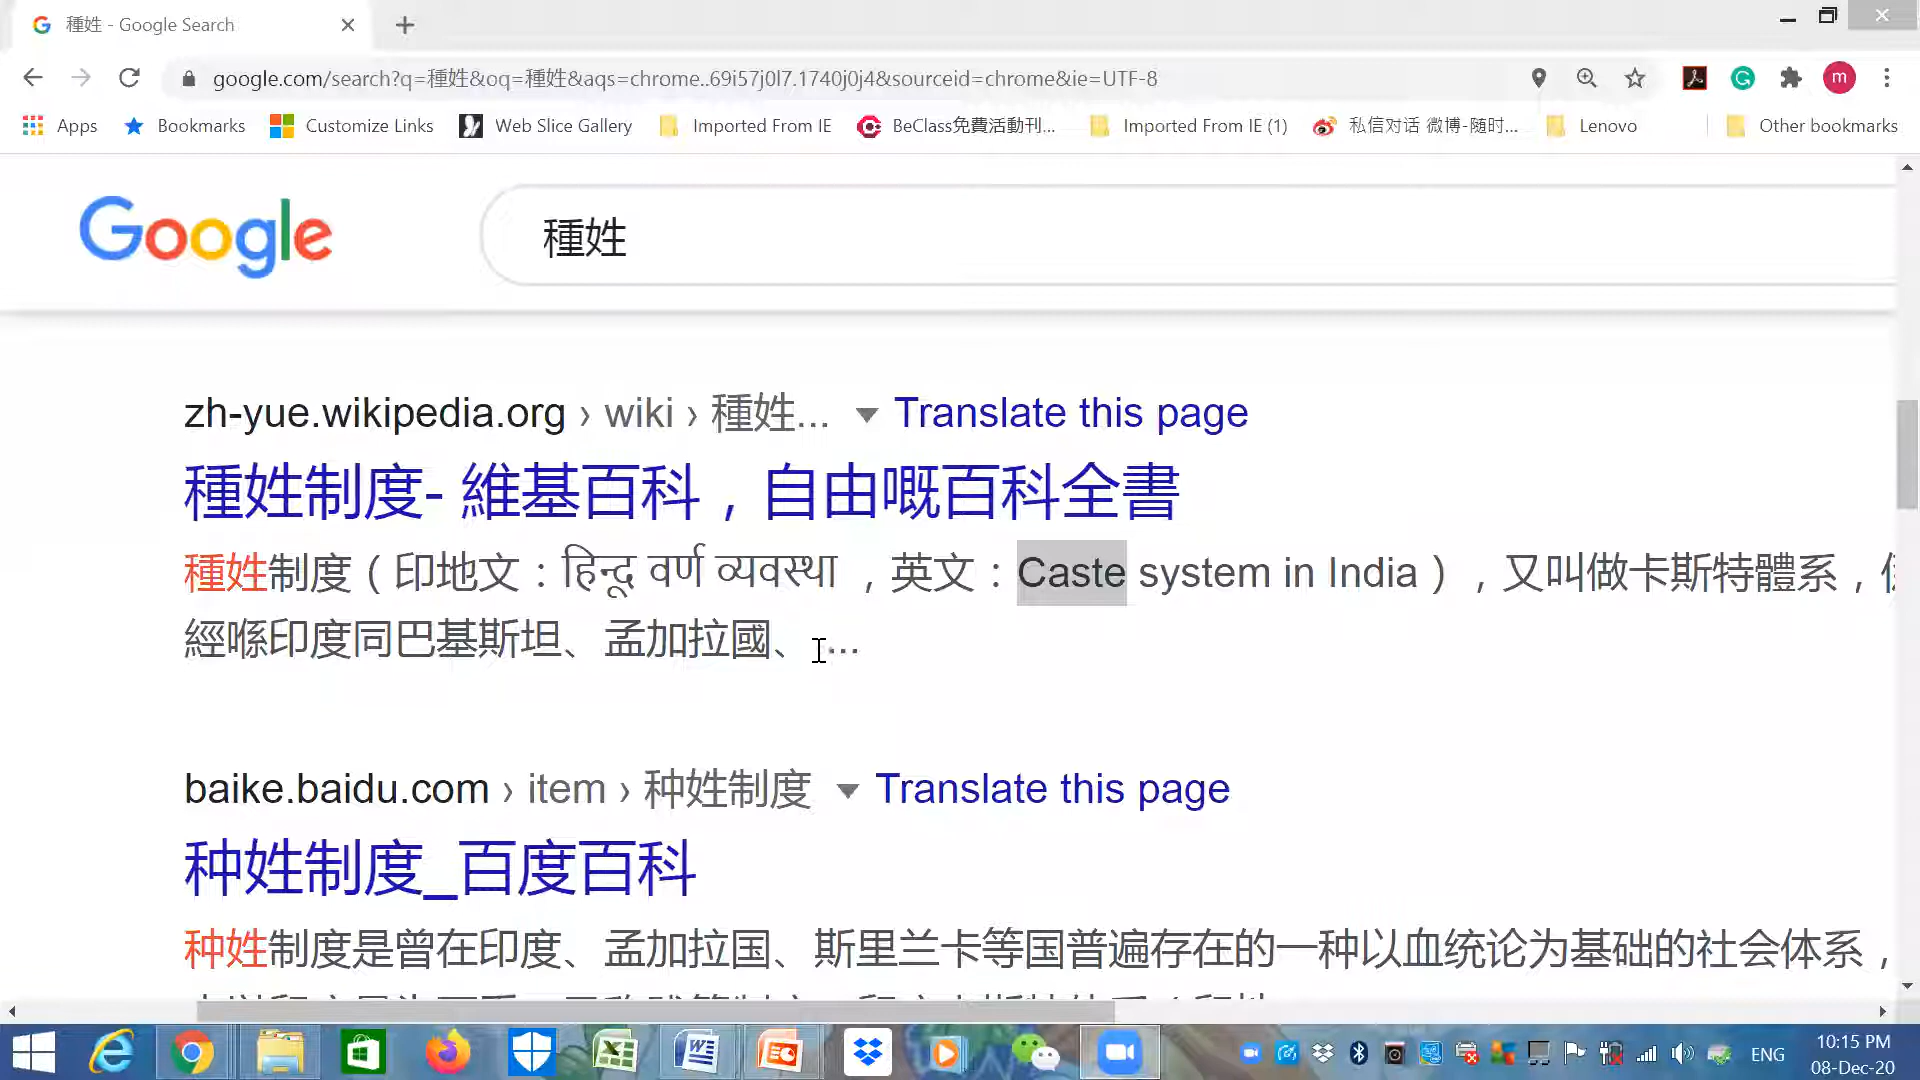 種姓 - Google Search
google.com/search?q=種姓&oq=種姓&aqs=chrome..69i57j0l7.1740j0j4&sourceid=chrome&ie=UTF-8
m
Apps Bookmarks Customize Links Web Slice Gallery Imported From IE BeClass免費活動刊... Imported From IE (1) 私信对话 微博-随时... Lenovo Other bookmarks
Google 種姓
zh-yue.wikipedia.org › wiki › 種姓... Translate this page
種姓制度- 維基百科，自由嘅百科全書
種姓制度（印地文：हिन्दू वर्ण व्यवस्था ，英文：Caste system in India），又叫做卡斯特體系，
經喺印度同巴基斯坦、孟加拉國、...
baike.baidu.com › item › 种姓制度 Translate this page
种姓制度_百度百科
种姓制度是曾在印度、孟加拉国、斯里兰卡等国普遍存在的一种以血统论为基础的社会体系，
ENG 10:15 PM
08-Dec-20